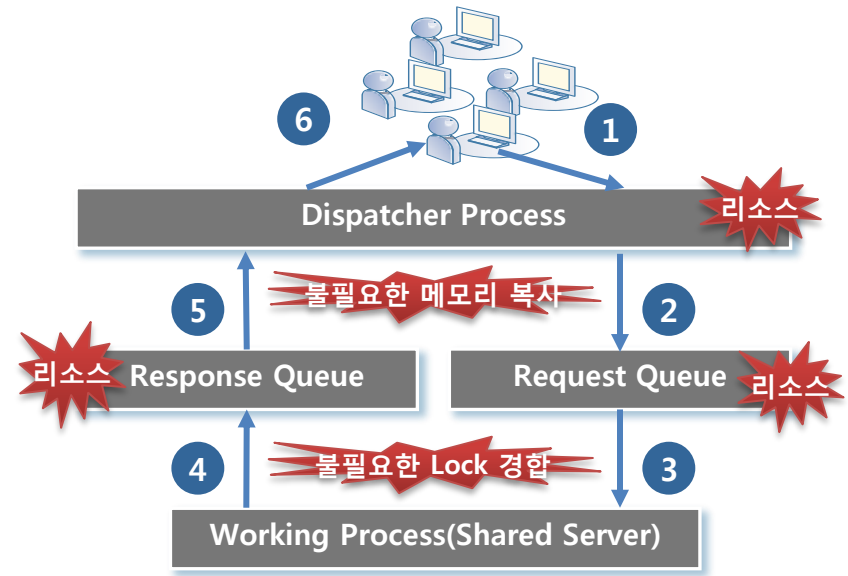 6
1
Dispatcher Process
리소스
불필요한 메모리 복사
5
2
리소스
Response Queue
Request Queue
리소스
4
불필요한 Lock 경합
3
Working Process(Shared Server)